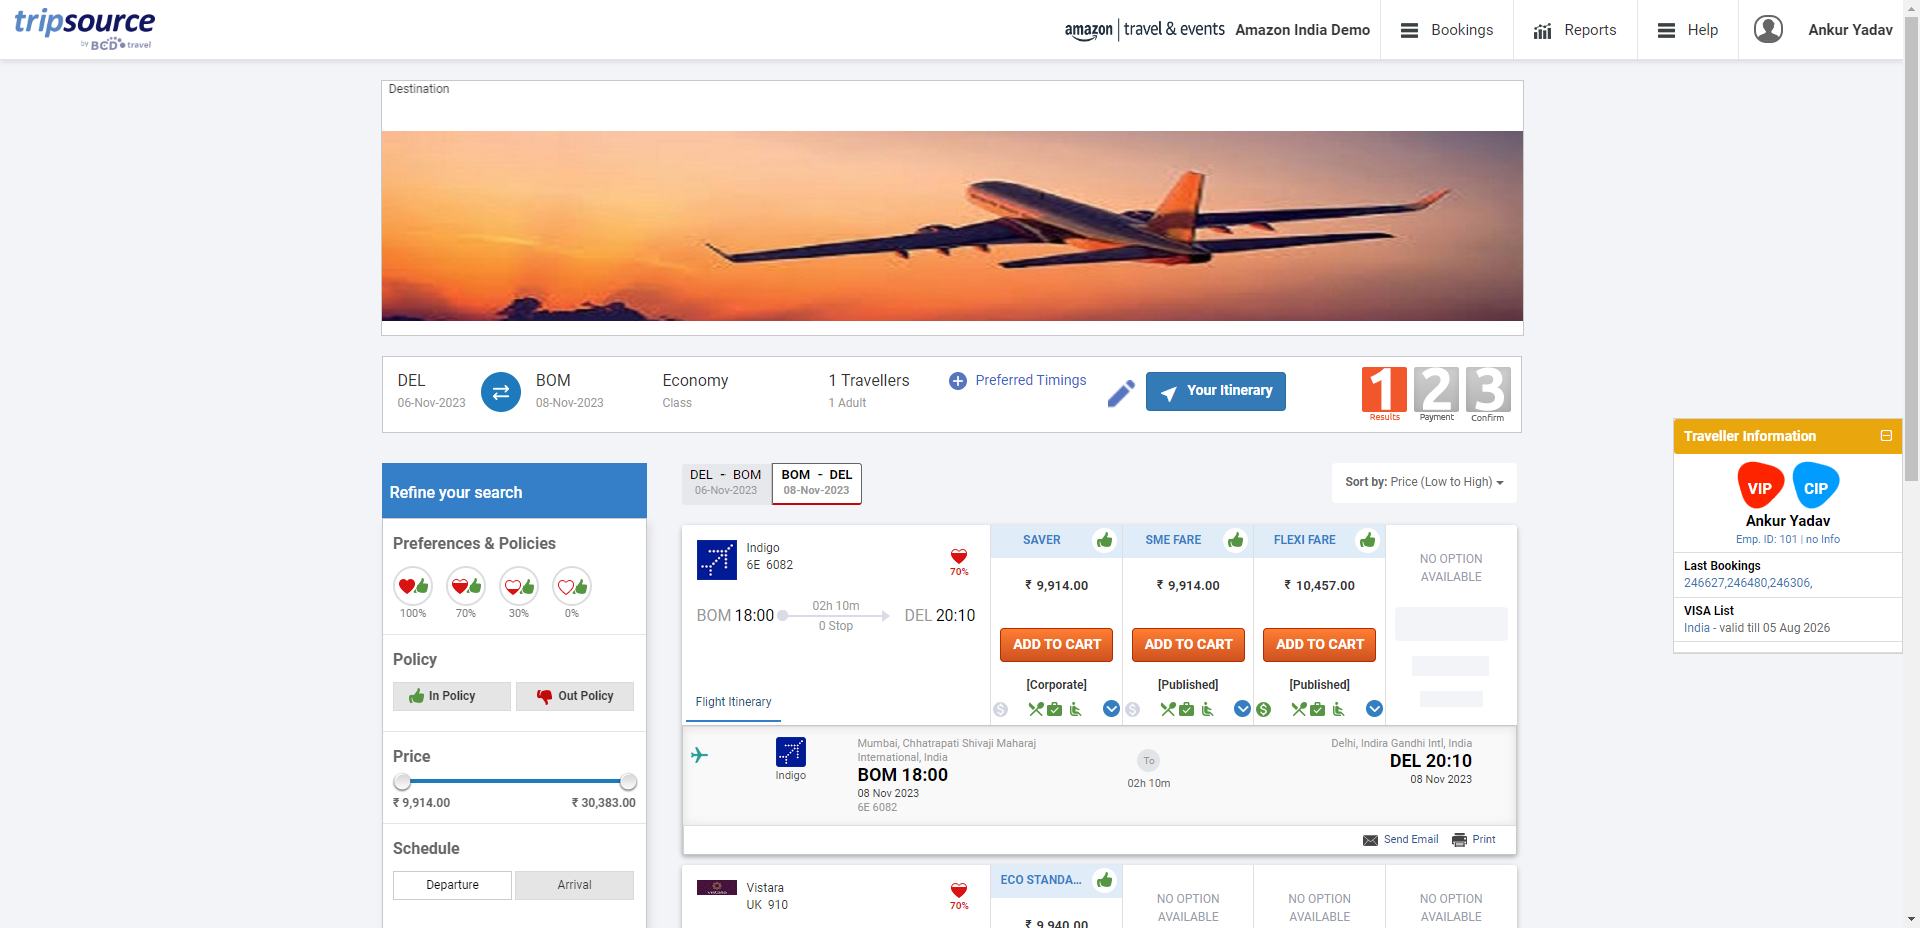 tripsource
by BCD travel
amazon | travel & events
Amazon India Demo
Bookings
Reports
Help
Ankur Yadav
Destination
DEL
06-Nov-2023
BOM
08-Nov-2023
Economy
Class
1 Travellers
1 Adult
Preferred Timings
Your Itinerary
1
Results
2
Payment
3
Confirm
Traveller Information
VIP
CIP
Ankur Yadav
Emp. ID: 101 | no Info
Last Bookings
246627,246480,246306,
VISA List
India - valid till 05 Aug 2026
Refine your search
Preferences & Policies
100%
70%
30%
0%
Policy
In Policy
Out Policy
Price
₹ 9,914.00
₹ 30,383.00
Schedule
Departure
Arrival
DEL - BOM
06-Nov-2023
BOM - DEL
08-Nov-2023
Sort by: Price (Low to High)
Indigo
6E 6082
70%
BOM 18:00
02h 10m
0 Stop
DEL 20:10
Flight Itinerary
SAVER
₹ 9,914.00
ADD TO CART
[Corporate]
SME FARE
₹ 9,914.00
ADD TO CART
[Published]
FLEXI FARE
₹ 10,457.00
ADD TO CART
[Published]
NO OPTION
AVAILABLE
Indigo
Mumbai, Chhatrapati Shivaji Maharaj
International, India
BOM 18:00
08 Nov 2023
6E 6082
To
02h 10m
Delhi, Indira Gandhi Intl, India
DEL 20:10
08 Nov 2023
Send Email
Print
Vistara
UK 910
70%
ECO STANDA...
₹ 9,940.00
NO OPTION
AVAILABLE
NO OPTION
AVAILABLE
NO OPTION
AVAILABLE